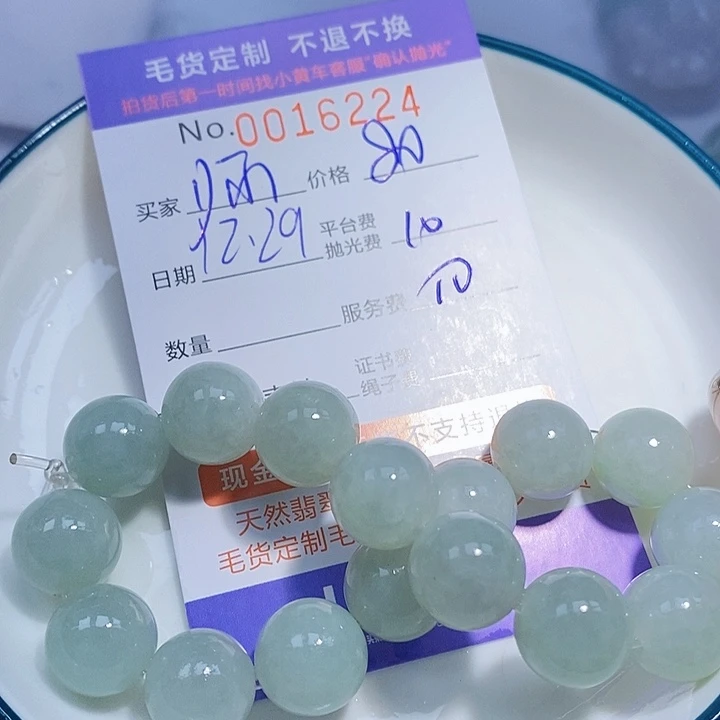 毛货定制 不退不换
拍货后第一时间找小黄车客服“确认抛光”
No.0016224
买家 价格 80
日期 12.29 平台费
抛光费 10
数量 服务费 10
证书
绳子
不支持退
现金
天然翡翠
毛货定制毛